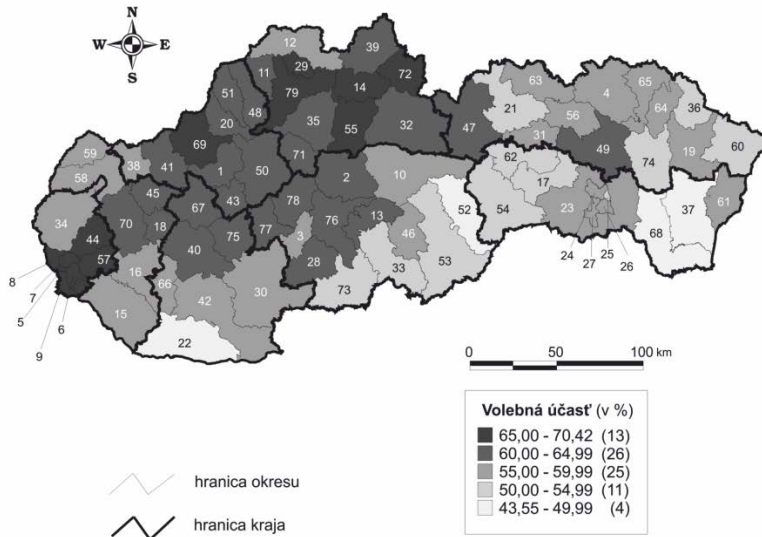 N
W E
S
12 39
11 29 72
79 14
51 63 4 65
48 21 64 36
20 35 47 56
69 55 32 31
59 49 60
38 41 71 74 19
58 1 50 62
45 2 10 17
67 43 78 61
34 70 52 37
18 76 13 54 23
44 75 77 3 46 68
40 53
57 28
8 16 66 33 24 25
7 30 27 26
42 73
5 15
6 22
9
0 50 100 km
Volebná účasť (v %)
65,00 - 70,42 (13)
60,00 - 64,99 (26)
55,00 - 59,99 (25)
50,00 - 54,99 (11)
43,55 - 49,99 (4)
hranica okresu
hranica kraja